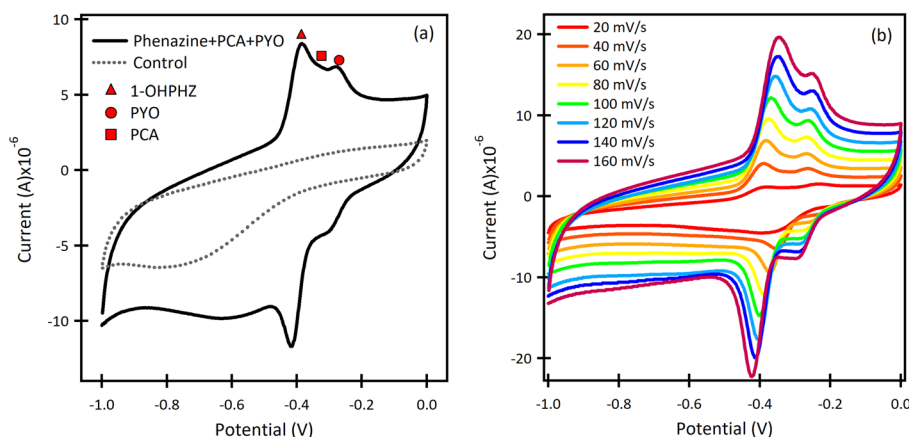 (a)
Phenazine+PCA+PYO
Control
1-OHPHZ
PYO
PCA
10
5
0
-5
-10
Current (A)x10-6
-1.0 -0.8 -0.6 -0.4 -0.2 0.0
Potential (V)
(b)
20 mV/s
40 mV/s
60 mV/s
80 mV/s
100 mV/s
120 mV/s
140 mV/s
160 mV/s
20
10
0
-10
-20
Current (A)x10-6
-1.0 -0.8 -0.6 -0.4 -0.2 0.0
Potential (V)